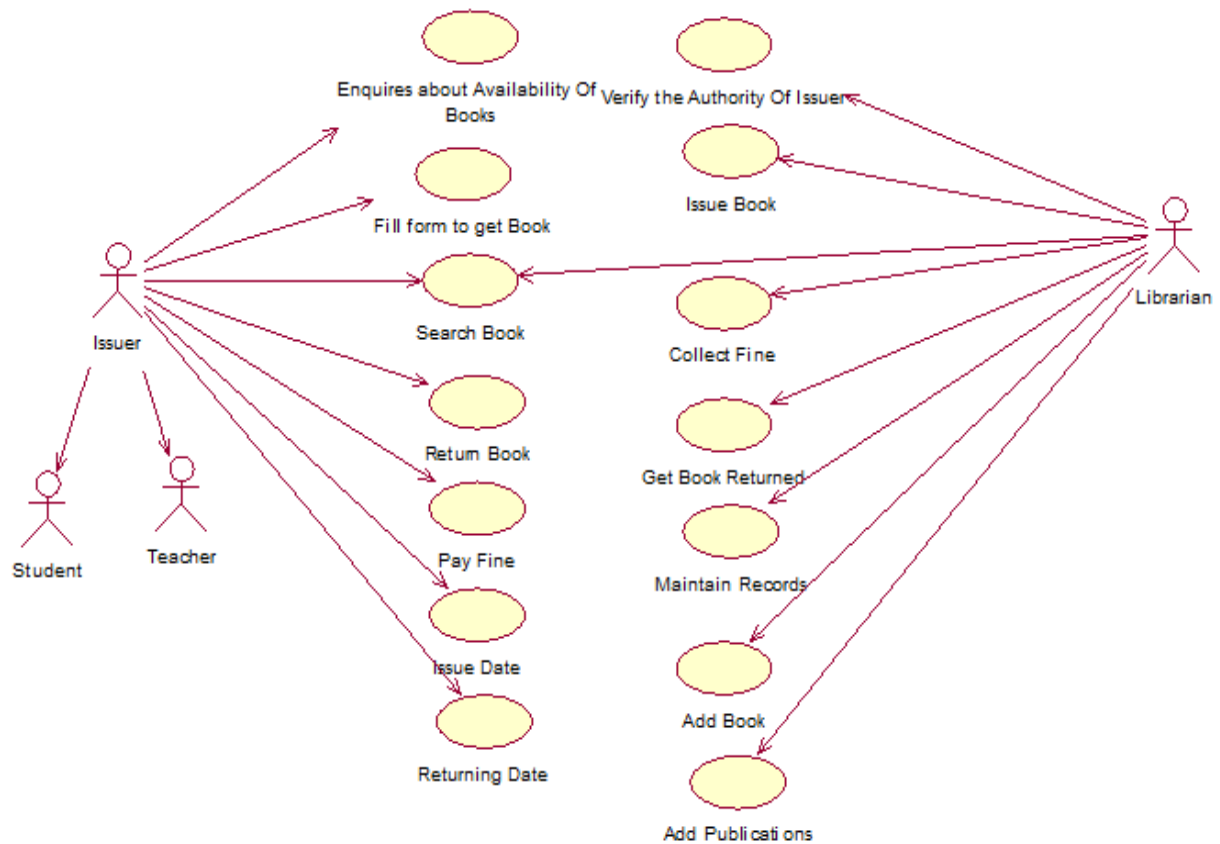 Enquires about Availability Of
Books
Verify the Authority Of Issuer
Issue Book
Fill form to get Book
Issuer
Search Book
Librarian
Collect Fine
Return Book
Get Book Returned
Student
Teacher
Pay Fine
Maintain Records
Issue Date
Add Book
Returning Date
Add Publications